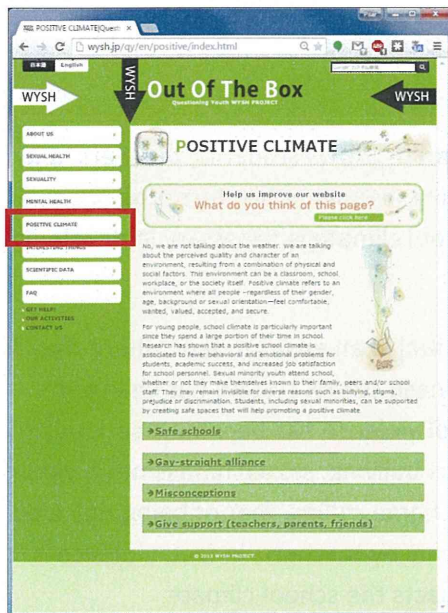 POSITIVE CLIMATE|Quest
wysh.jp/qy/en/positive/index.html
日本語 English
WYSH
WYSH
WYSH
Out Of The Box
Questioning Youth WYSH PROJECT
ABOUT US
SEXUAL HEALTH
SEXUALITY
MENTAL HEALTH
POSITIVE CLIMATE
INTERESTING THINGS
SCIENTIFIC DATA
FAQ
GET HELP!
OUR ACTIVITIES
CONTACT US
POSITIVE CLIMATE
Help us improve our website
What do you think of this page?
Please click here
No, we are not talking about the weather. We are talking
about the perceived quality and character of an
environment, resulting from a combination of physical and
social factors. This environment can be a classroom, school,
workplace, or the society itself. Positive climate refers to an
environment where all people –regardless of their gender,
age, background or sexual orientation—feel comfortable,
wanted, valued, accepted, and secure.
For young people, school climate is particularly important
since they spend a large portion of their time in school.
Research has shown that a positive school climate is
associated to fewer behavioral and emotional problems for
students, academic success, and increased job satisfaction
for school personnel. Sexual minority youth attend school,
whether or not they make themselves known to their family, peers and/or school
staff. They may remain invisible for diverse reasons such as bullying, stigma,
prejudice or discrimination. Students, including sexual minorities, can be supported
by creating safe spaces that will help promoting a positive climate.
→Safe schools
→Gay-straight alliance
→Misconceptions
→Give support (teachers, parents, friends)
© 2013 WYSH PROJECT